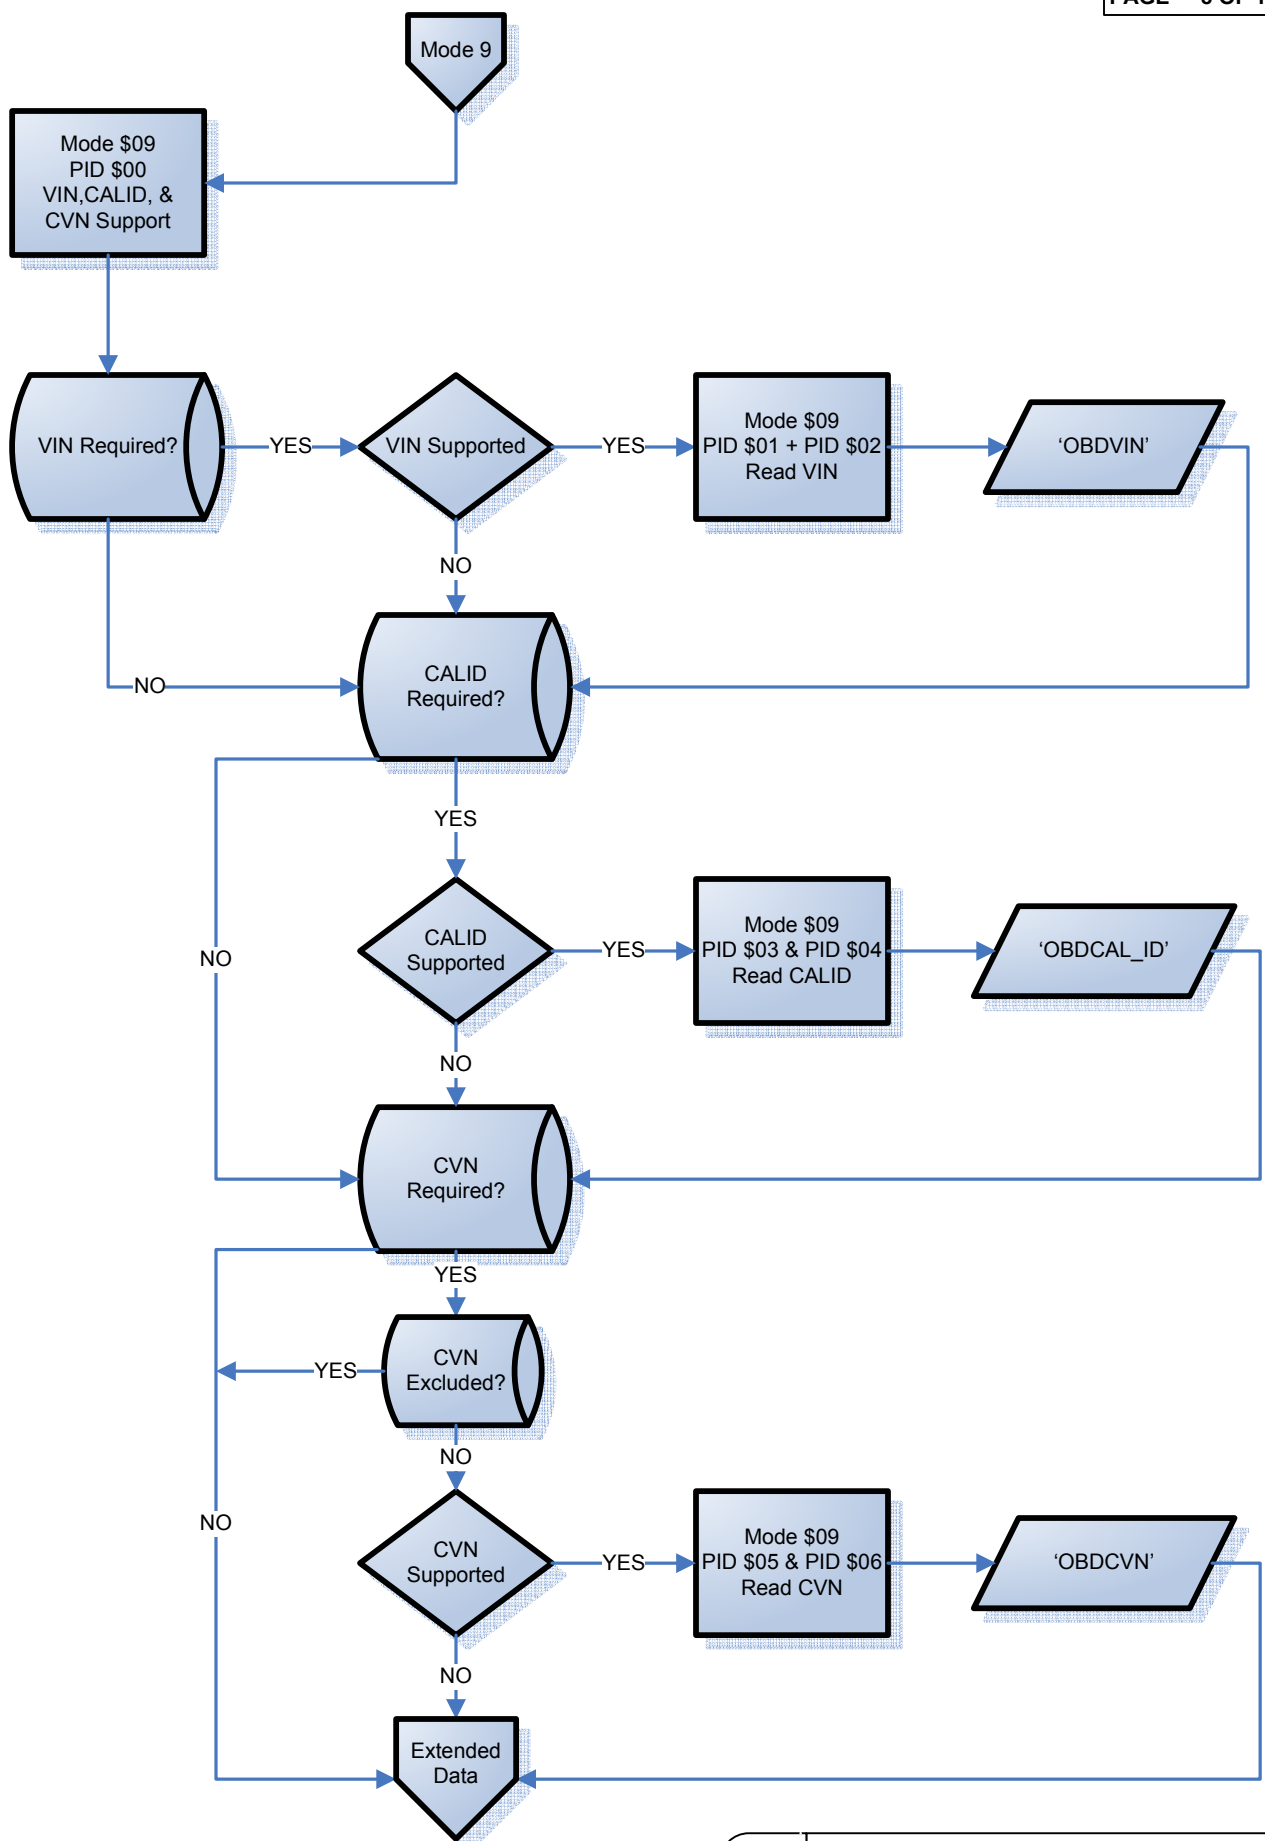 PAGE
Mode 9
Mode $09
PID $00
VIN,CALID, &
CVN Support
VIN Required?
YES
VIN Supported
YES
Mode $09
PID $01 + PID $02
Read VIN
‘OBDVIN’
NO
NO
CALID
Required?
YES
NO
CALID
Supported
YES
Mode $09
PID $03 & PID $04
Read CALID
‘OBDCAL_ID’
NO
CVN
Required?
YES
CVN
Excluded?
YES
NO
NO
CVN
Supported
YES
Mode $09
PID $05 & PID $06
Read CVN
‘OBDCVN’
NO
Extended
Data